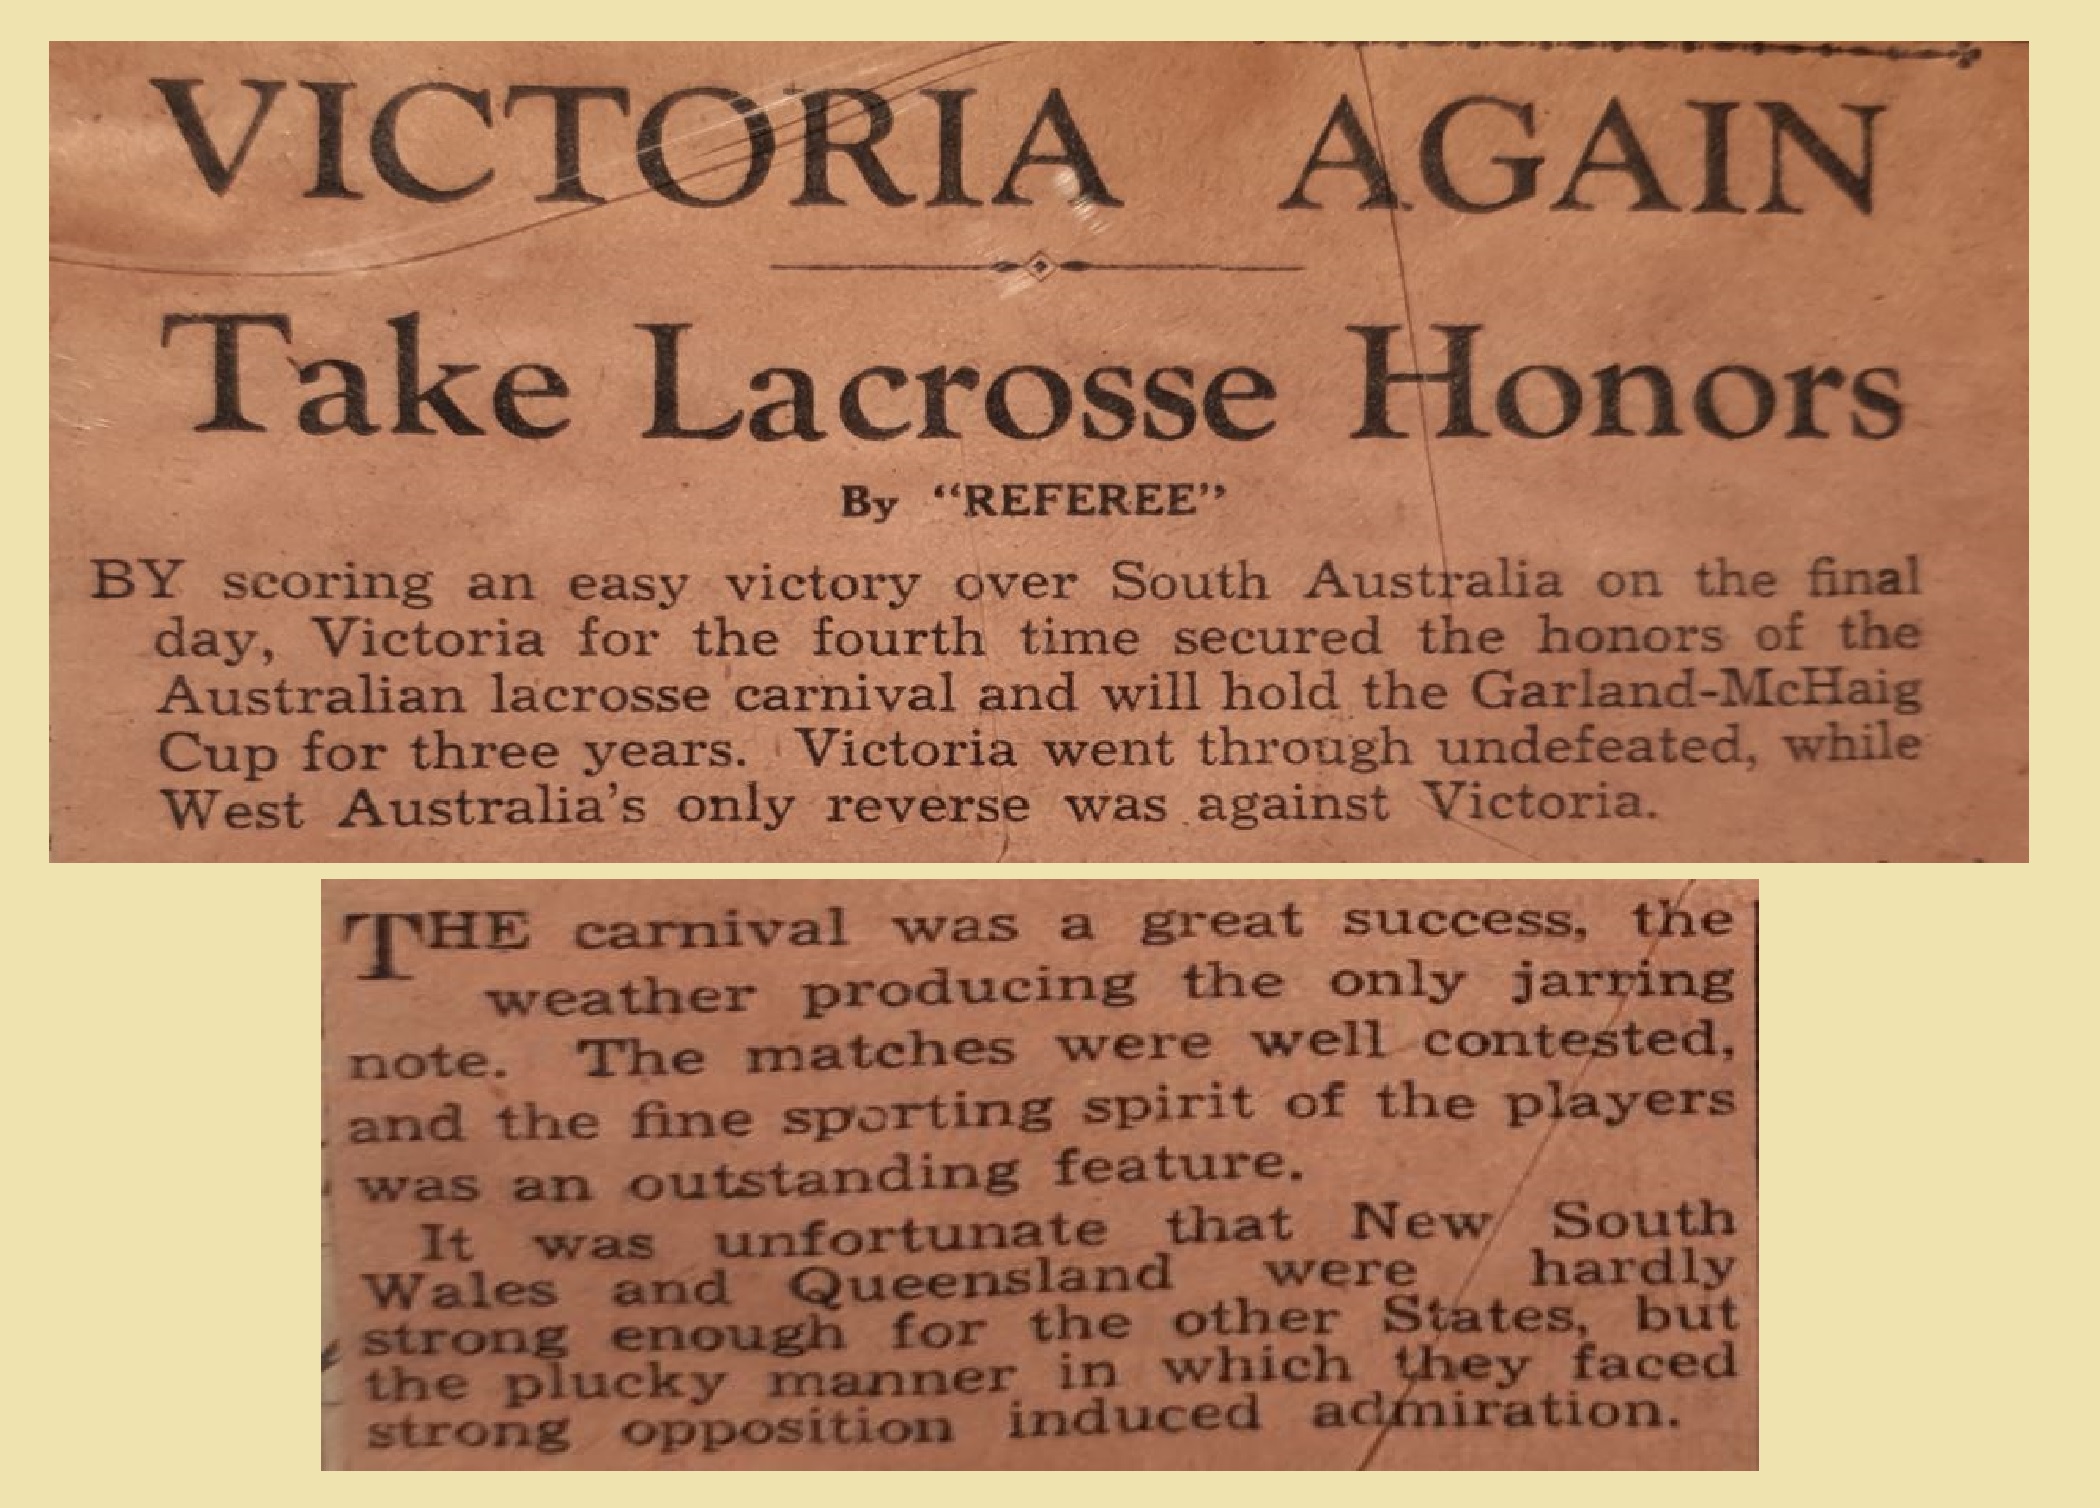 VICTORIA AGAIN
Take Lacrosse Honors
By "REFEREE"
BY scoring an easy victory over South Australia on the final
day, Victoria for the fourth time secured the honors of the
Australian lacrosse carnival and will hold the Garland-McHaig
Cup for three years. Victoria went through undefeated, while
West Australia's only reverse was against Victoria.
THE carnival was a great success, the
weather producing the only jarring
note. The matches were well contested,
and the fine sporting spirit of the players
was an outstanding feature.
It was unfortunate that New South
Wales and Queensland were hardly
strong enough for the other States, but
the plucky manner in which they faced
strong opposition induced admiration.